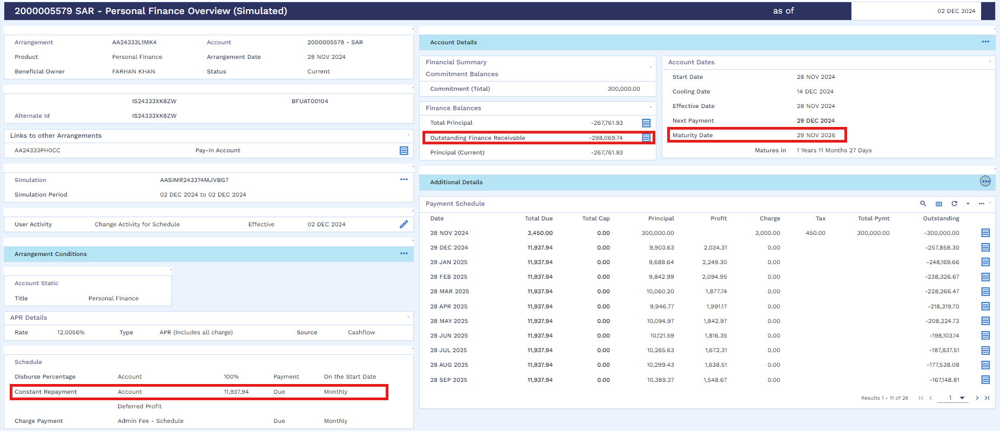 2000005579 SAR - Personal Finance Overview (Simulated) as of 02 DEC 2024
Arrangement AA24333L1MK4 Account 2000005579 - SAR
Product Personal Finance Arrangement Date 28 NOV 2024
Beneficial Owner FARHAN KHAN Status Current
IS24333XK8ZW BFUAT00104
Alternate Id IS24333XK8ZW
Links to other Arrangements
AA24333PH0CC Pay-In Account
Simulation AASIMR243374MJVBG7
Simulation Period 02 DEC 2024 to 02 DEC 2024
User Activity Change Activity for Schedule Effective 02 DEC 2024
Arrangement Conditions
Account Static
Title Personal Finance
APR Details
Rate 12.0056% Type APR (Includes all charge) Source Cashflow
Schedule
Disburse Percentage Account 100% Payment On the Start Date
Constant Repayment Account 11,937.94 Due Monthly
Deferred Profit
Charge Payment Admin Fee - Schedule Due Monthly
Account Details
Financial Summary
Commitment Balances
Commitment (Total) 300,000.00
Finance Balances
Total Principal -267,761.93
Outstanding Finance Receivable -298,069.74
Principal (Current) -267,761.93
Account Dates
Start Date 28 NOV 2024
Cooling Date 14 DEC 2024
Effective Date 28 NOV 2024
Next Payment 29 DEC 2024
Maturity Date 29 NOV 2026
Matures in 1 Years 11 Months 27 Days
Additional Details
Payment Schedule
Date Total Due Total Cap Principal Profit Charge Tax Total Pymt Outstanding
28 NOV 2024 3,450.00 0.00 300,000.00 3,000.00 450.00 300,000.00 -300,000.00
29 DEC 2024 11,937.94 0.00 9,903.63 2,034.31 0.00 -257,858.30
29 JAN 2025 11,937.94 0.00 9,688.64 2,249.30 0.00 -248,169.66
28 FEB 2025 11,937.94 0.00 9,842.99 2,094.95 0.00 -238,326.67
28 MAR 2025 11,937.94 0.00 10,060.20 1,877.74 0.00 -228,266.47
28 APR 2025 11,937.94 0.00 9,946.77 1,991.17 0.00 -218,319.70
28 MAY 2025 11,937.94 0.00 10,094.97 1,842.97 0.00 -208,224.73
28 JUN 2025 11,937.94 0.00 10,121.59 1,816.35 0.00 -198,103.14
28 JUL 2025 11,937.94 0.00 10,265.63 1,672.31 0.00 -187,837.51
28 AUG 2025 11,937.94 0.00 10,299.43 1,638.51 0.00 -177,538.08
28 SEP 2025 11,937.94 0.00 10,389.27 1,548.67 0.00 -167,148.81
Results 1 - 11 of 26 1